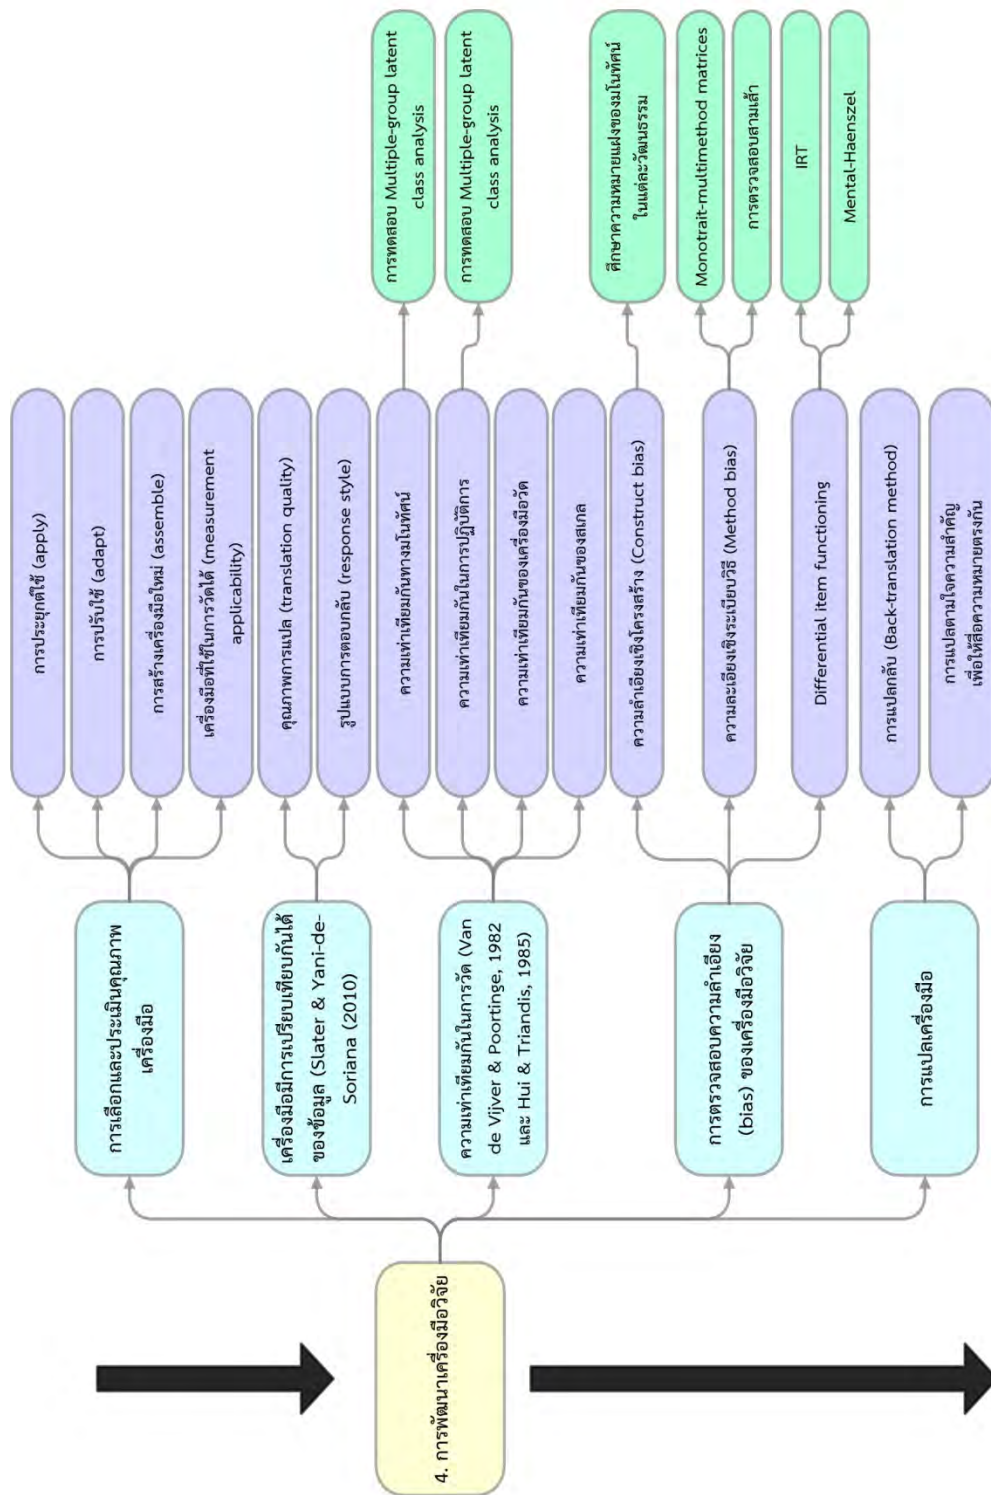 4. การพัฒนาเครื่องมือวิจัย
การเลือกและประเมินคุณภาพ
เครื่องมือ
การประยุกต์ใช้ (apply)
การปรับใช้ (adapt)
การสร้างเครื่องมือใหม่ (assemble)
เครื่องมือที่ใช้ในการวัดได้ (measurement
applicability)
เครื่องมือมีการเปรียบเทียบกันได้
ของข้อมูล (Slater & Yani-de-
Soriana (2010)
คุณภาพการแปล (translation quality)
รูปแบบการตอบกลับ (response style)
ความเท่าเทียมกันในการวัด (Van
de Vijver & Poortinge, 1982
และ Hui & Triandis, 1985)
ความเท่าเทียมกันทางมโนทัศน์
การทดสอบ Multiple-group latent
class analysis
ความเท่าเทียมกันในการปฏิบัติการ
การทดสอบ Multiple-group latent
class analysis
ความเท่าเทียมกันของเครื่องมือวัด
ความเท่าเทียมกันของสเกล
การตรวจสอบความลำเอียง
(bias) ของเครื่องมือวิจัย
ความลำเอียงเชิงโครงสร้าง (Construct bias)
ศึกษาความหมายแฝงของมโนทัศน์
ในแต่ละวัฒนธรรม
ความละเอียงเชิงระเบียบวิธี (Method bias)
Monotrait-multimethod matrices
การตรวจสอบสามเส้า
Differential item functioning
IRT
Mental-Haenszel
การแปลเครื่องมือ
การแปลกลับ (Back-translation method)
การแปลตามใจความสำคัญ
เพื่อให้สื่อความหมายตรงกัน